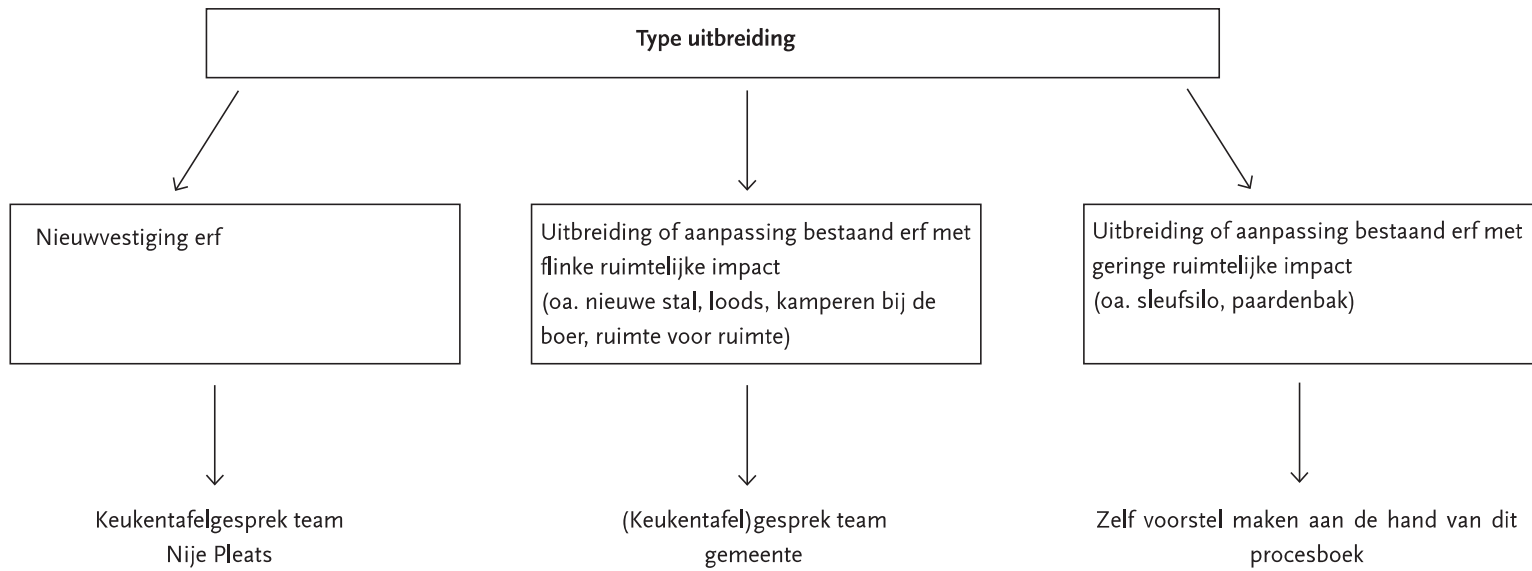 Type uitbreiding
Nieuwvestiging erf
Uitbreiding of aanpassing bestaand erf met
flinke ruimtelijke impact
(oa. nieuwe stal, loods, kamperen bij de
boer, ruimte voor ruimte)
Uitbreiding of aanpassing bestaand erf met
geringe ruimtelijke impact
(oa. sleufsilo, paardenbak)
Keukentafelgesprek team
Nije Pleats
(Keukentafel)gesprek team
gemeente
Zelf voorstel maken aan de hand van dit
procesboek